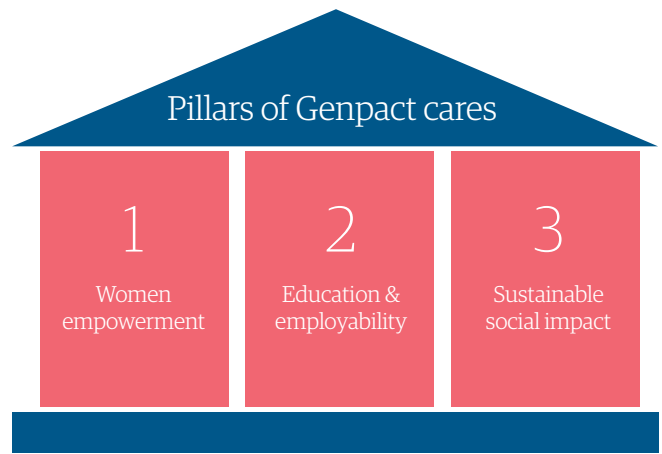 Pillars of Genpact cares
1
Women
empowerment
2
Education &
employability
3
Sustainable
social impact